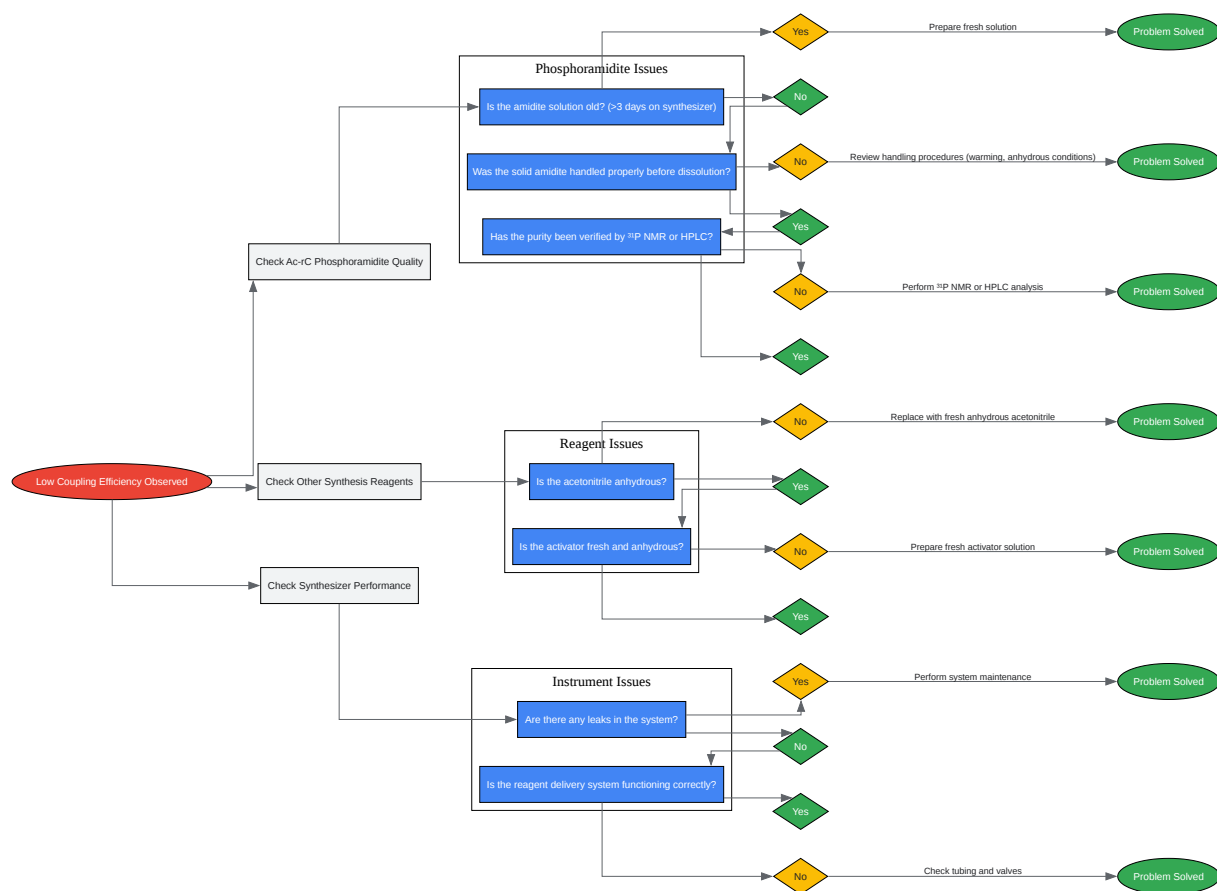 Yes
Prepare fresh solution
Problem Solved
Phosphoramidite Issues
Is the amidite solution old? (>3 days on synthesizer)
No
Was the solid amidite handled properly before dissolution?
No
Review handling procedures (warming, anhydrous conditions)
Problem Solved
Yes
Has the purity been verified by ³¹P NMR or HPLC?
Check Ac-rC Phosphoramidite Quality
No
Perform ³¹P NMR or HPLC analysis
Problem Solved
Yes
No
Replace with fresh anhydrous acetonitrile
Problem Solved
Reagent Issues
Low Coupling Efficiency Observed
Check Other Synthesis Reagents
Is the acetonitrile anhydrous?
Yes
Is the activator fresh and anhydrous?
No
Prepare fresh activator solution
Problem Solved
Check Synthesizer Performance
Yes
Yes
Perform system maintenance
Problem Solved
Instrument Issues
Are there any leaks in the system?
No
Is the reagent delivery system functioning correctly?
Yes
No
Check tubing and valves
Problem Solved